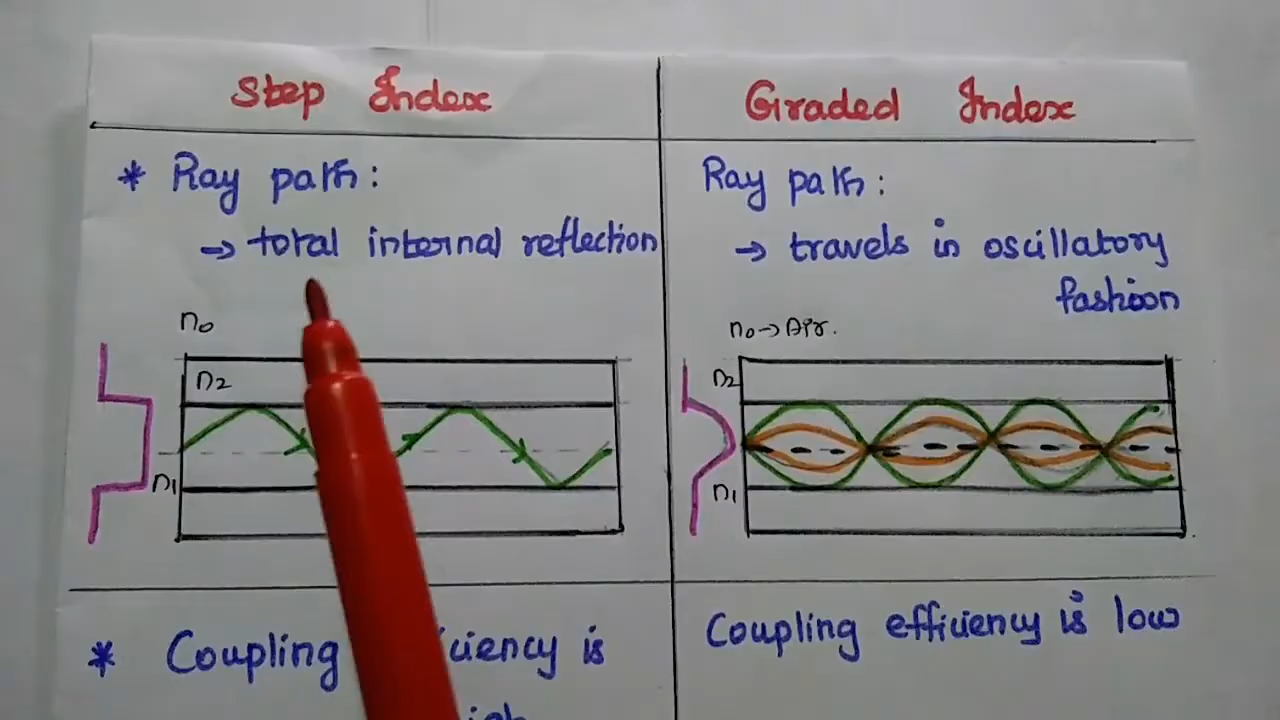 Step Index
Graded Index
* Ray path:
→ total internal reflection
n0
n2
n1
Ray path:
→ travels in oscillatory
fashion
n0→Air.
n2
n1
* Coupling is
Coupling efficiency is low